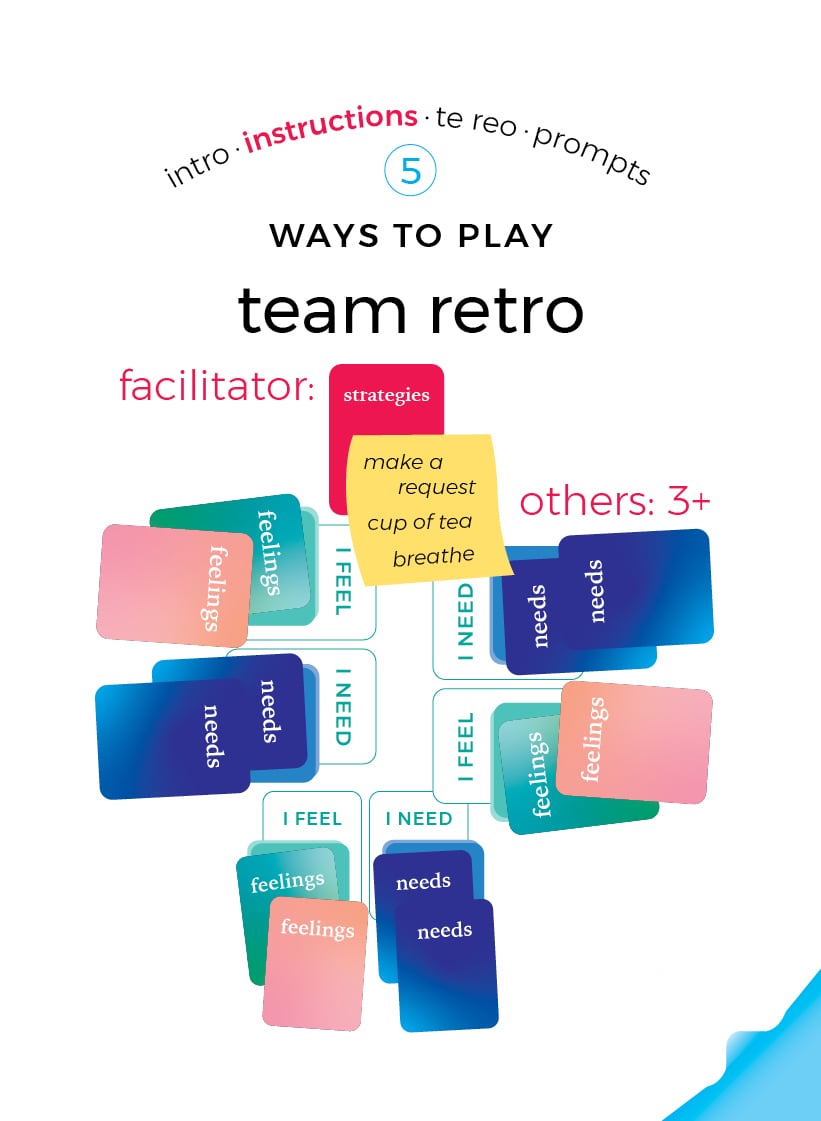 intro · instructions · te reo · prompts
5
WAYS TO PLAY
team retro
facilitator:
strategies
make a
request
cup of tea
breathe
others: 3+
feelings
feelings
I FEEL
I NEED
needs
needs
needs
needs
I NEED
I FEEL
feelings
feelings
I FEEL
I NEED
feelings
feelings
needs
needs